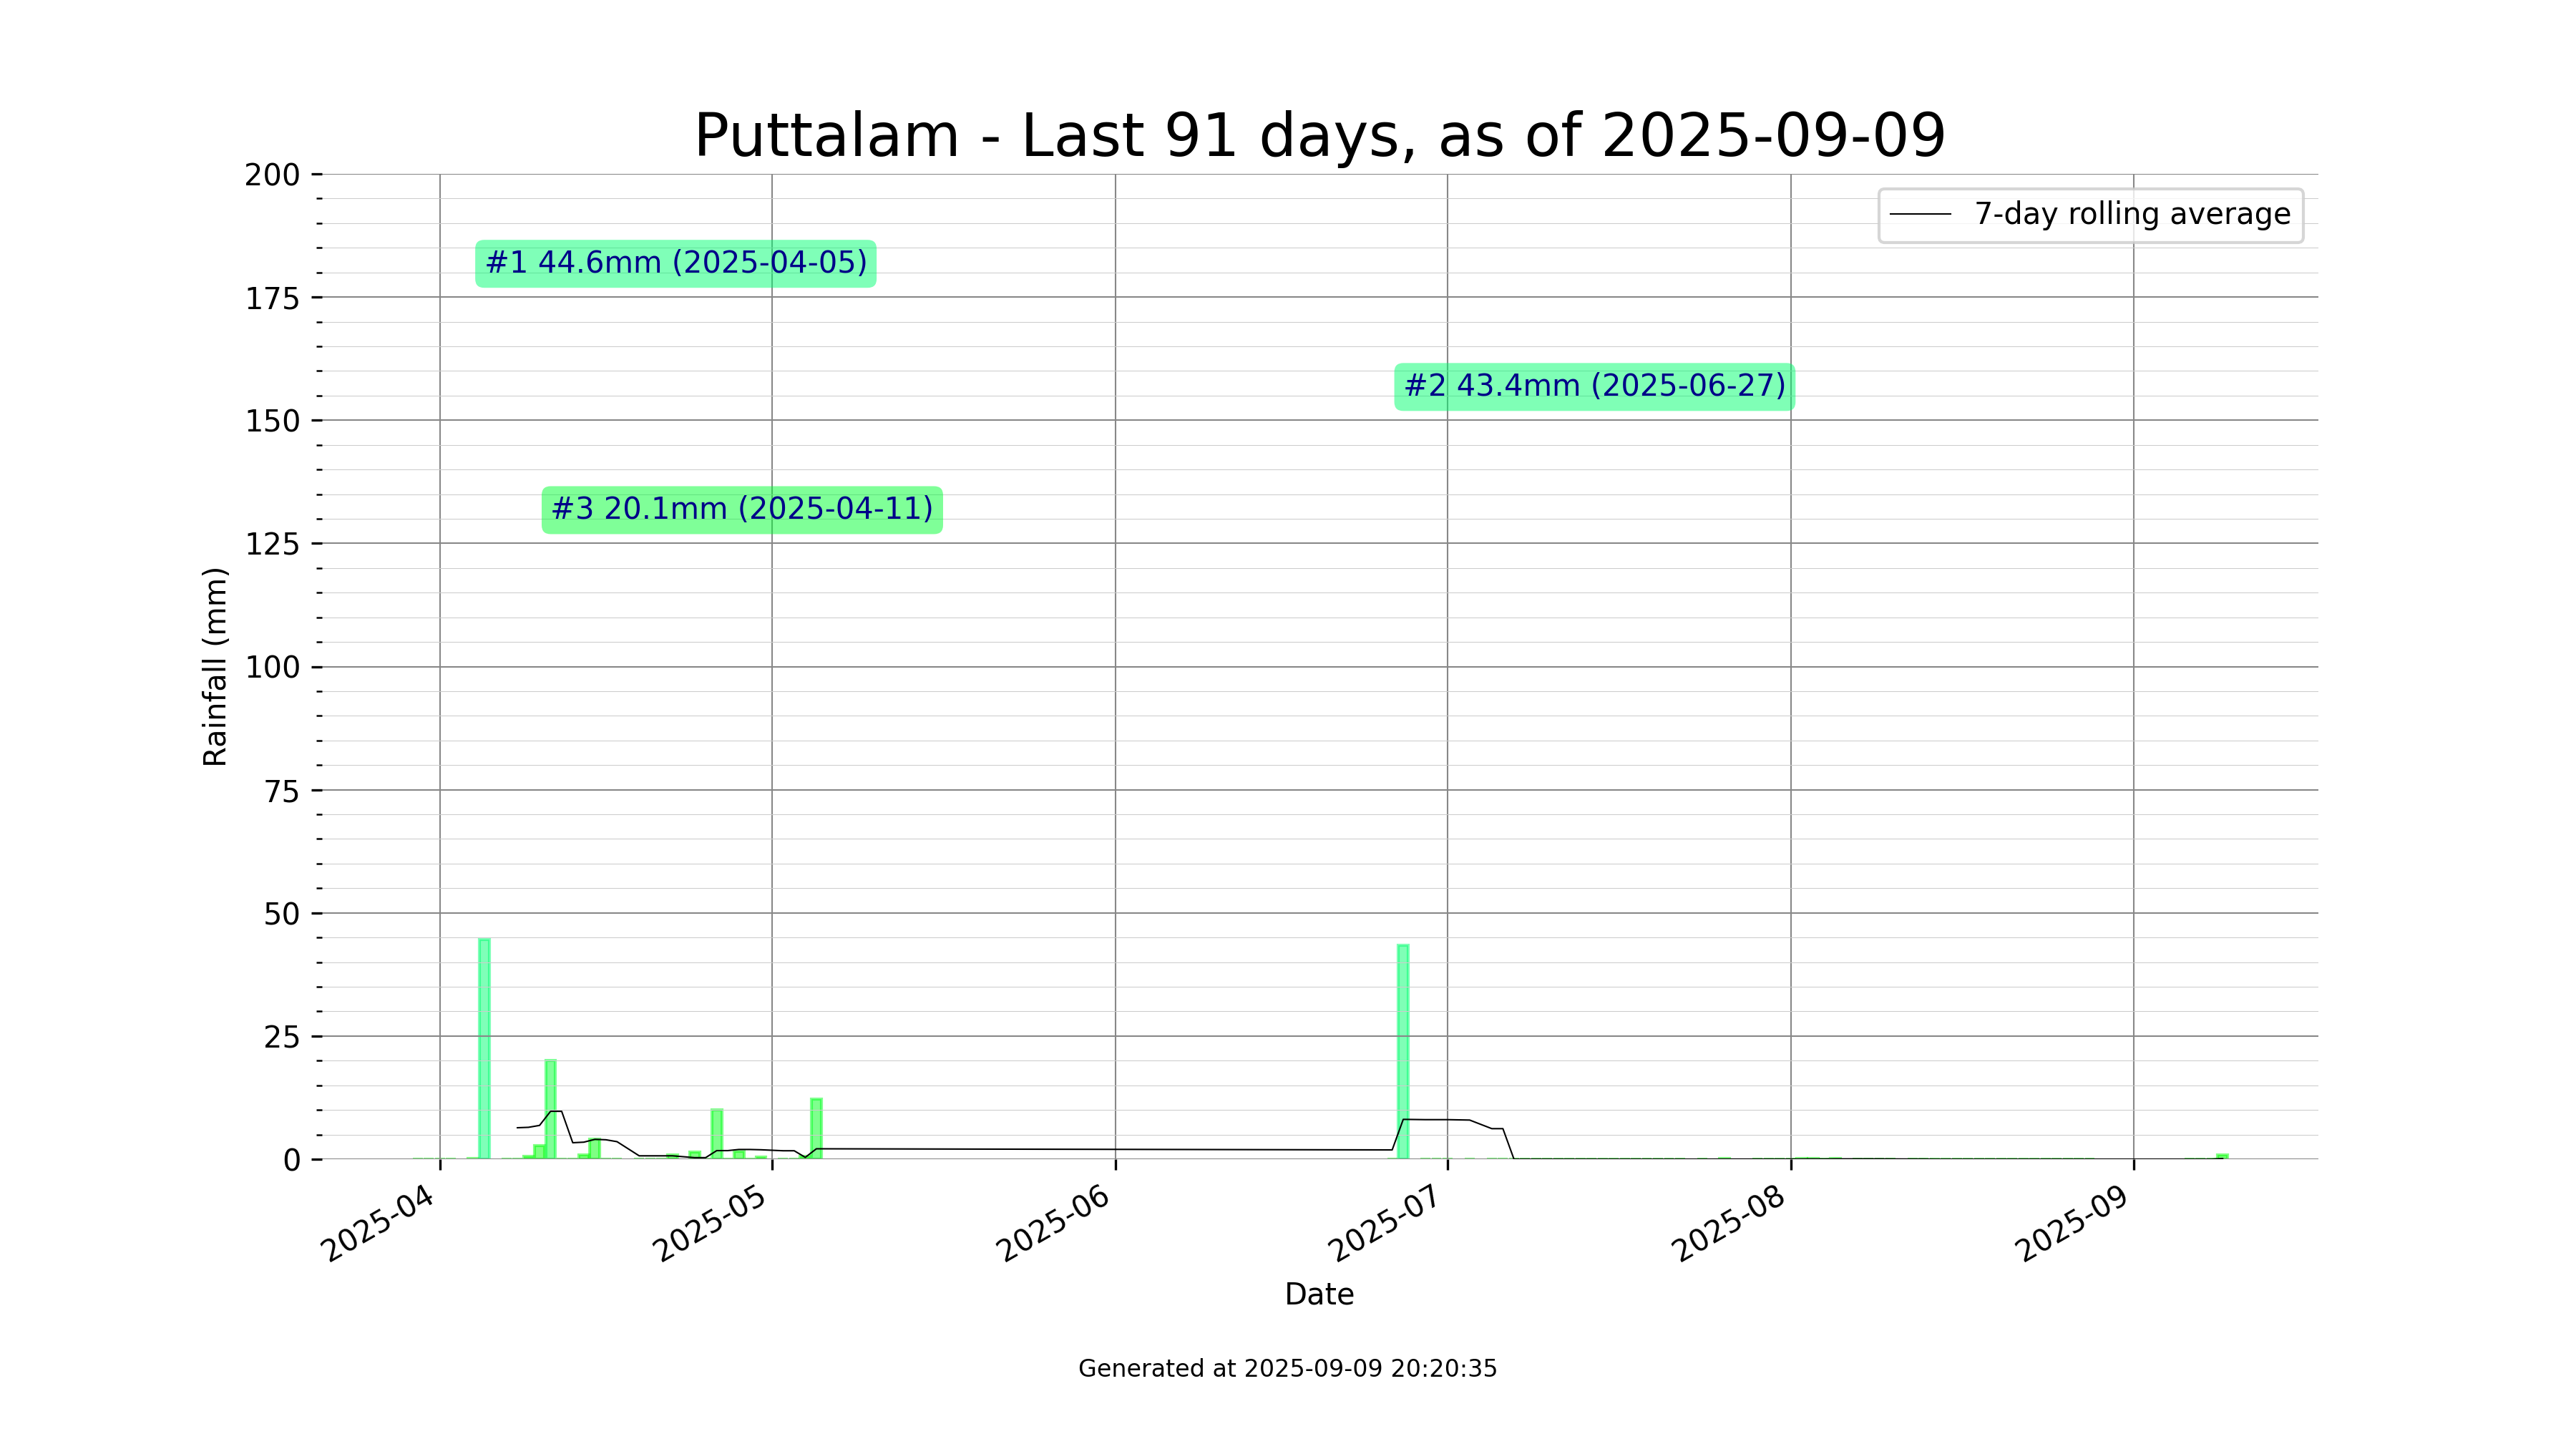 Puttalam - Last 91 days, as of 2025-09-09
7-day rolling average
#1 44.6mm (2025-04-05)
#2 43.4mm (2025-06-27)
#3 20.1mm (2025-04-11)
Rainfall (mm)
200
175
150
125
100
75
50
25
0
2025-04
2025-05
2025-06
2025-07
2025-08
2025-09
Date
Generated at 2025-09-09 20:20:35